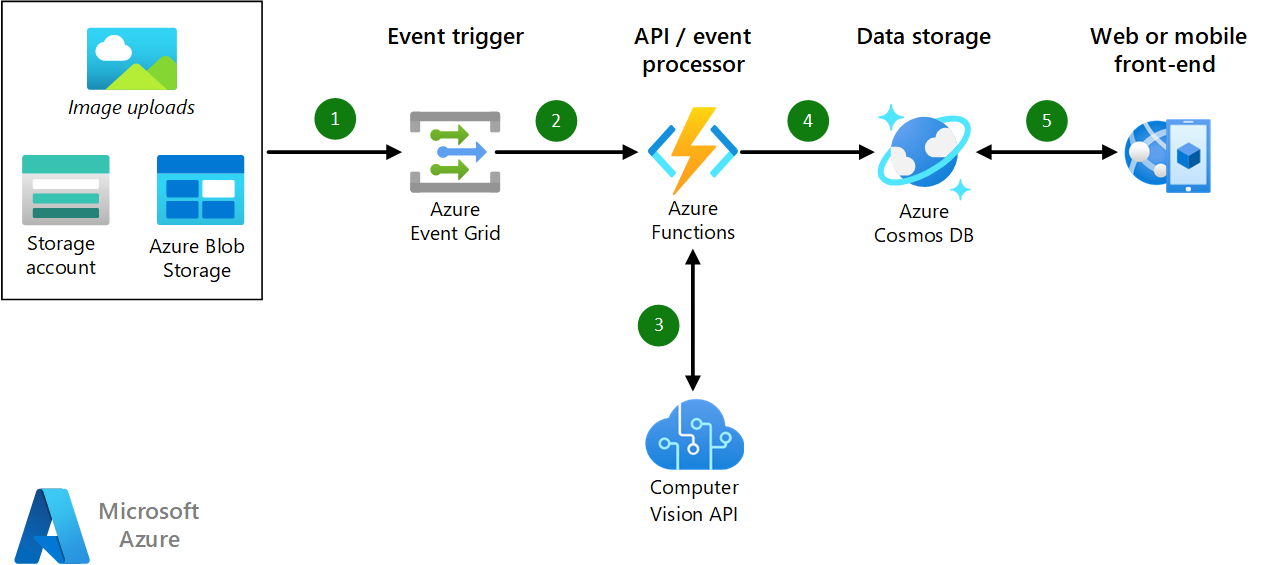 Event trigger
API / event
processor
Data storage
Web or mobile
front-end
Image uploads
1
2
4
5
Storage
account
Azure Blob
Storage
Azure
Event Grid
Azure
Functions
Azure
Cosmos DB
3
Computer
Vision API
Microsoft
Azure